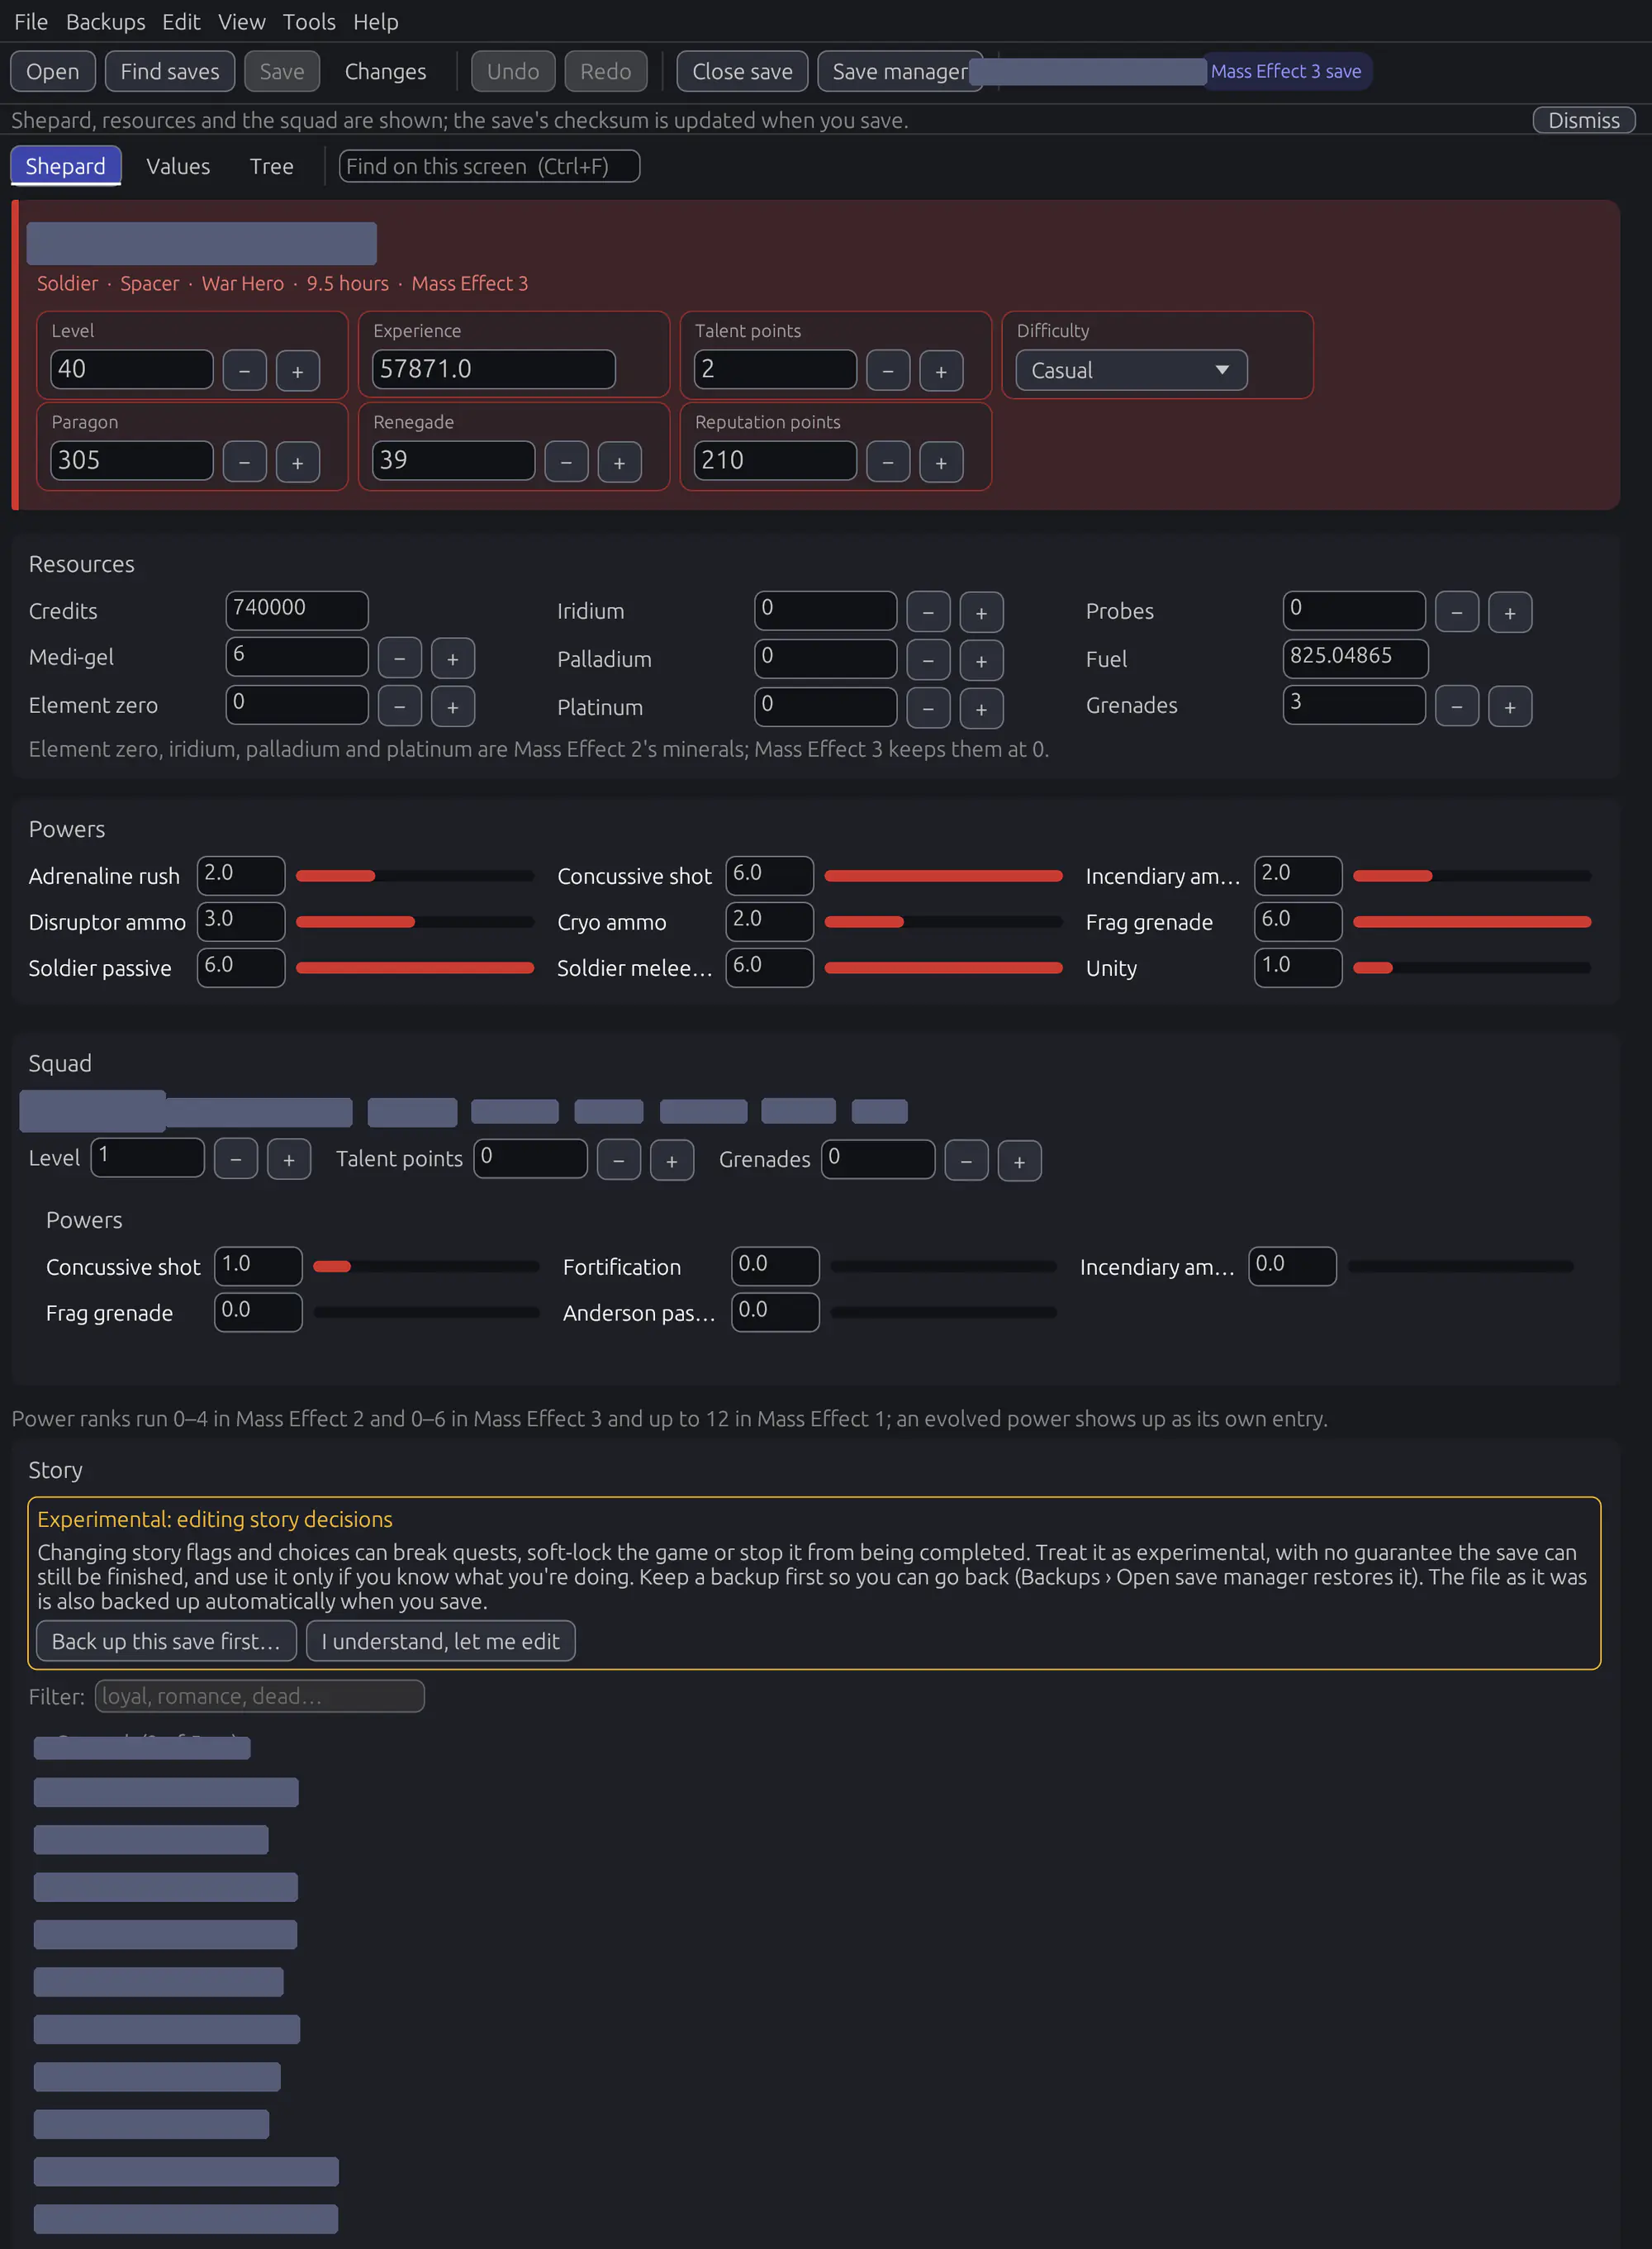 File Backups Edit View Tools Help
Open Find saves Save Changes Undo Redo Close save Save manager Mass Effect 3 save
Shepard, resources and the squad are shown; the save's checksum is updated when you save. Dismiss
Shepard Values Tree Find on this screen (Ctrl+F)
Soldier · Spacer · War Hero · 9.5 hours · Mass Effect 3
Level Experience Talent points Difficulty
40 − + 57871.0 2 − + Casual
Paragon Renegade Reputation points
305 − + 39 − + 210 − +
Resources
Credits 740000 Iridium 0 − + Probes 0 − +
Medi-gel 6 − + Palladium 0 − + Fuel 825.04865
Element zero 0 − + Platinum 0 − + Grenades 3 − +
Element zero, iridium, palladium and platinum are Mass Effect 2's minerals; Mass Effect 3 keeps them at 0.
Powers
Adrenaline rush 2.0 Concussive shot 6.0 Incendiary am… 2.0
Disruptor ammo 3.0 Cryo ammo 2.0 Frag grenade 6.0
Soldier passive 6.0 Soldier melee… 6.0 Unity 1.0
Squad
Level 1 − + Talent points 0 − + Grenades 0 − +
Powers
Concussive shot 1.0 Fortification 0.0 Incendiary am… 0.0
Frag grenade 0.0 Anderson pas… 0.0
Power ranks run 0–4 in Mass Effect 2 and 0–6 in Mass Effect 3 and up to 12 in Mass Effect 1; an evolved power shows up as its own entry.
Story
Experimental: editing story decisions
Changing story flags and choices can break quests, soft-lock the game or stop it from being completed. Treat it as experimental, with no guarantee the save can
still be finished, and use it only if you know what you're doing. Keep a backup first so you can go back (Backups › Open save manager restores it). The file as it was
is also backed up automatically when you save.
Back up this save first… I understand, let me edit
Filter: loyal, romance, dead…